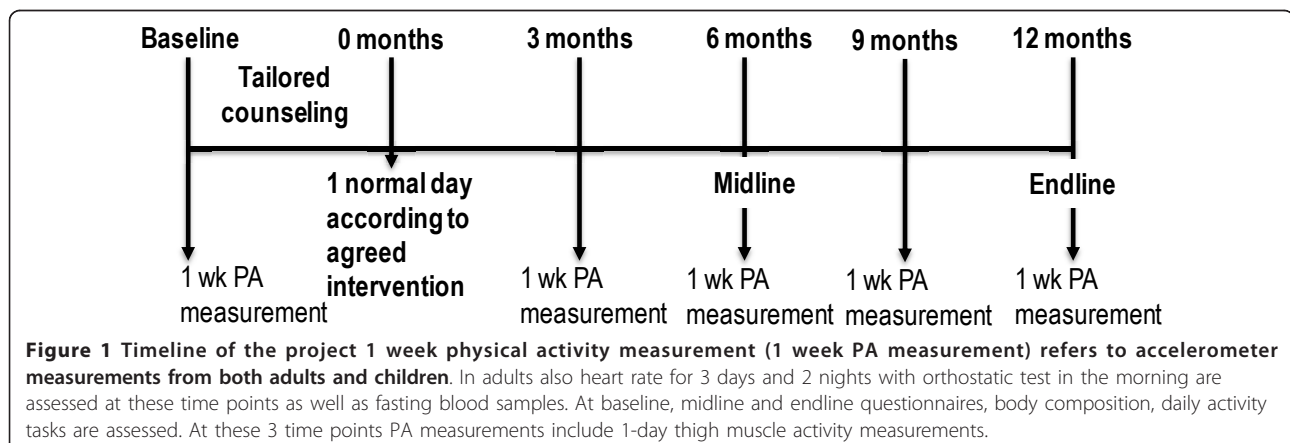 Baseline 0 months 3 months 6 months 9 months 12 months
Tailored
counseling
1 normal day
according to
agreed
intervention
Midline Endline
1 wk PA
measurement
1 wk PA
measurement
1 wk PA
measurement
1 wk PA
measurement
1 wk PA
measurement
Figure 1 Timeline of the project 1 week physical activity measurement (1 week PA measurement) refers to accelerometer
measurements from both adults and children. In adults also heart rate for 3 days and 2 nights with orthostatic test in the morning are
assessed at these time points as well as fasting blood samples. At baseline, midline and endline questionnaires, body composition, daily activity
tasks are assessed. At these 3 time points PA measurements include 1-day thigh muscle activity measurements.